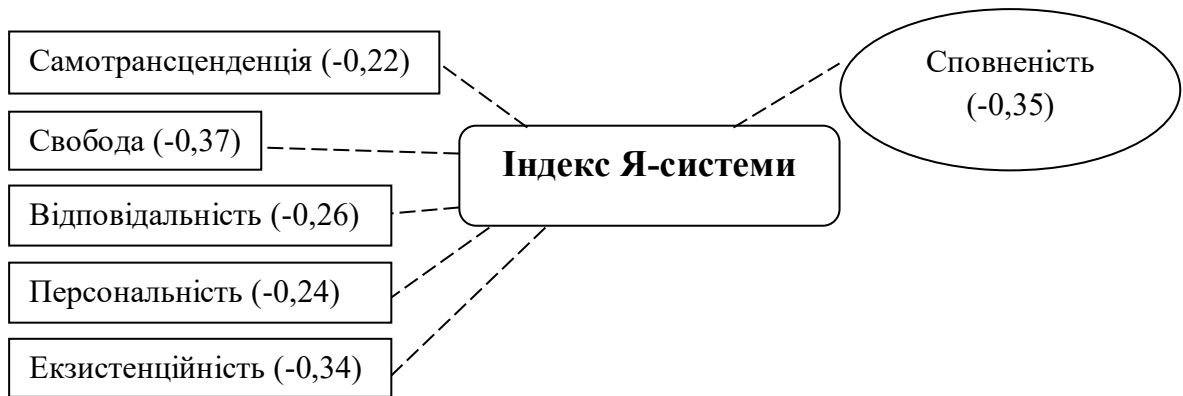 Самотрансценденція (-0,22)
Свобода (-0,37)
Відповідальність (-0,26)
Персональність (-0,24)
Екзистенційність (-0,34)
Індекс Я-системи
Сповненість
(-0,35)